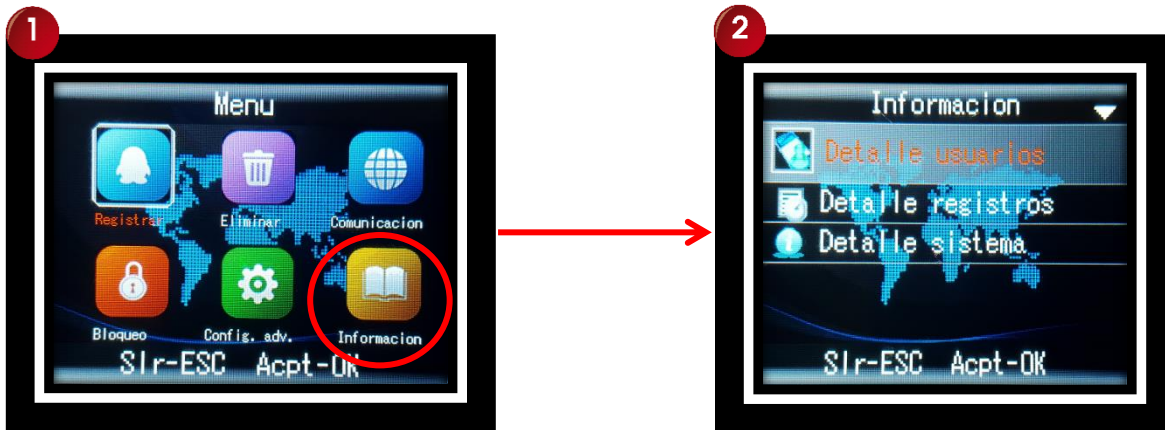 1
Menu
Registrar Eliminar Comunicacion
Bloqueo Config. adv. Informacion
Slr-ESC Acpt-OK
2
Informacion
Detalle usuarios
Detalle registros
Detalle sistema
Slr-ESC Acpt-OK